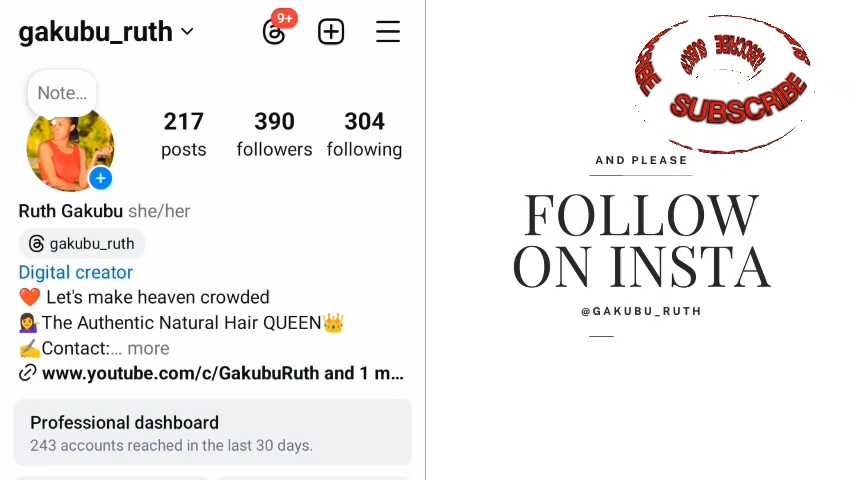 gakubu_ruth
9+
Note...
217 390 304
posts followers following
Ruth Gakubu she/her
gakubu_ruth
Digital creator
❤️ Let's make heaven crowded
💁‍♀️The Authentic Natural Hair QUEEN👑
✍️Contact:... more
www.youtube.com/c/GakubuRuth and 1 m...
Professional dashboard
243 accounts reached in the last 30 days.
SUBSCRIBE
AND PLEASE
FOLLOW
ON INSTA
@GAKUBU_RUTH